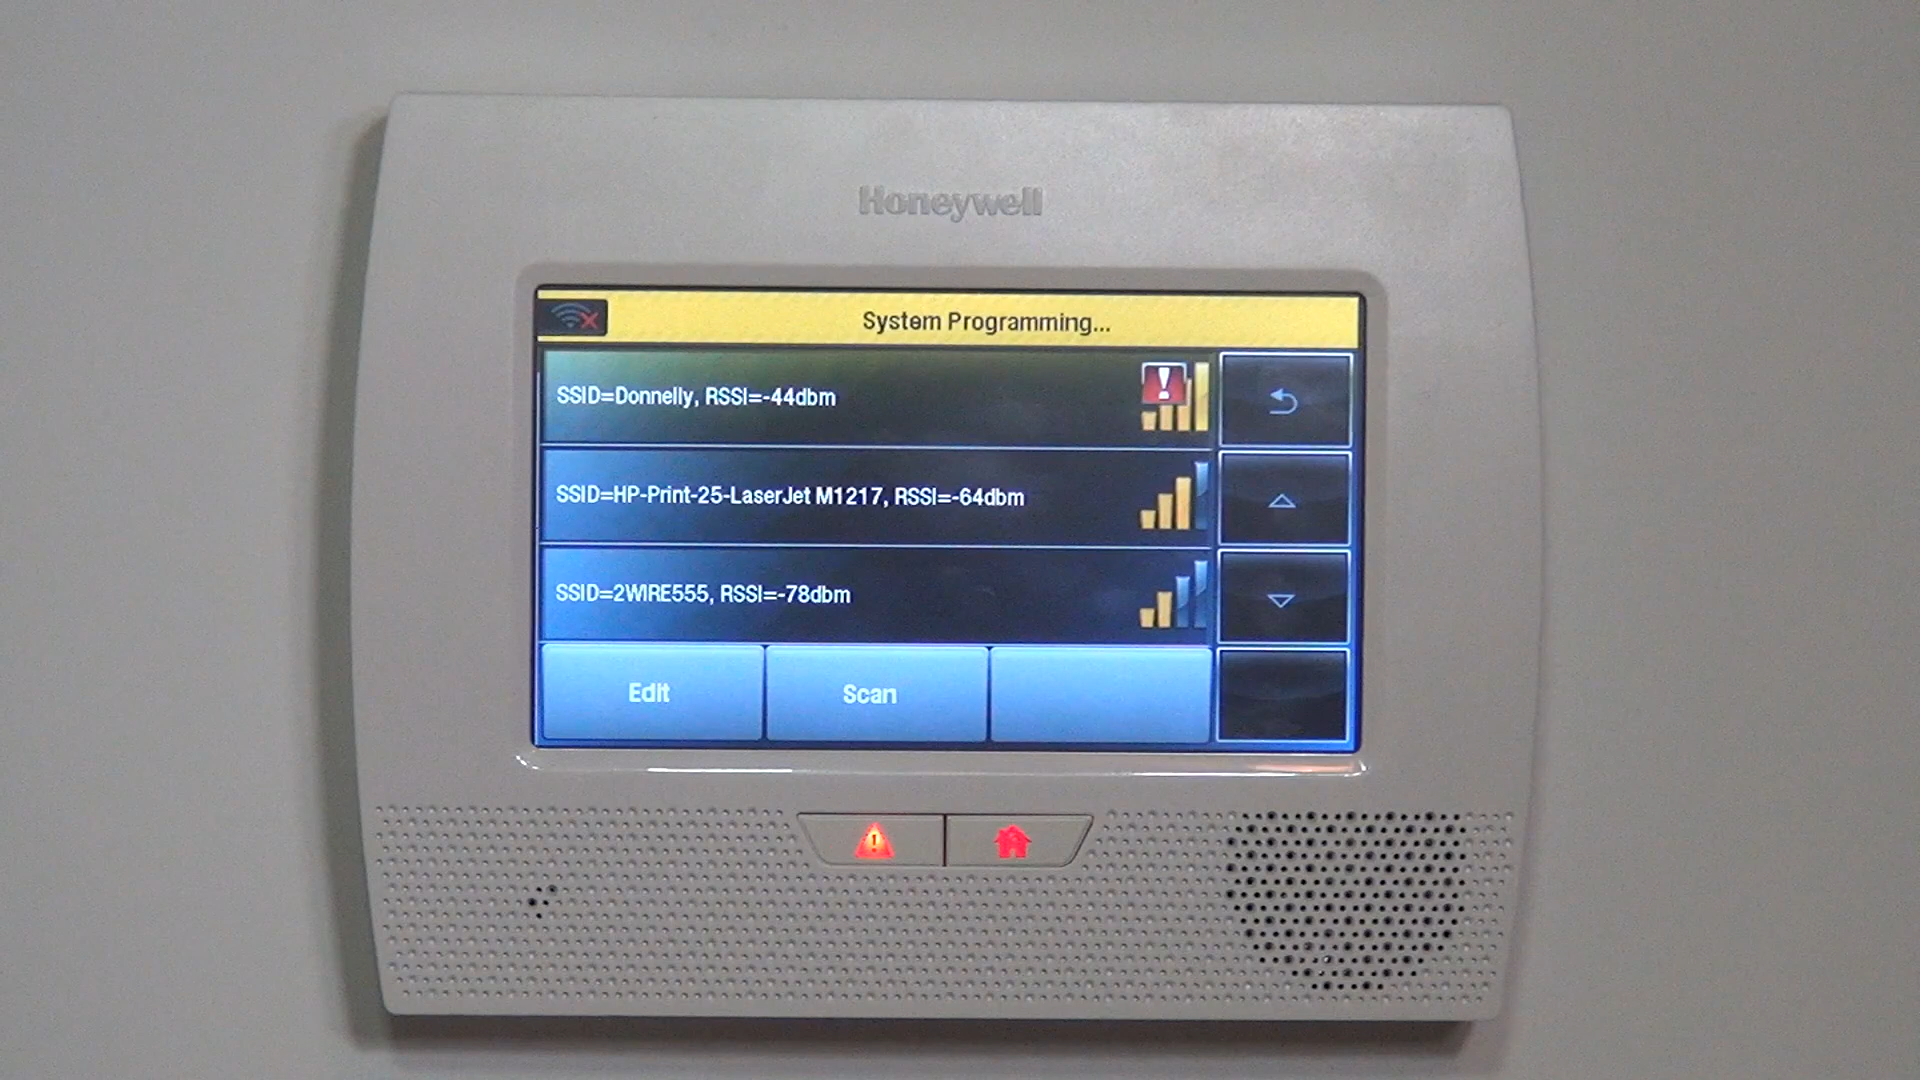 Honeywell
System Programming...
SSID=Donnelly, RSSI=-44dbm
SSID=HP-Print-25-LaserJet M1217, RSSI=-64dbm
SSID=2WIRE555, RSSI=-78dbm
Edit
Scan